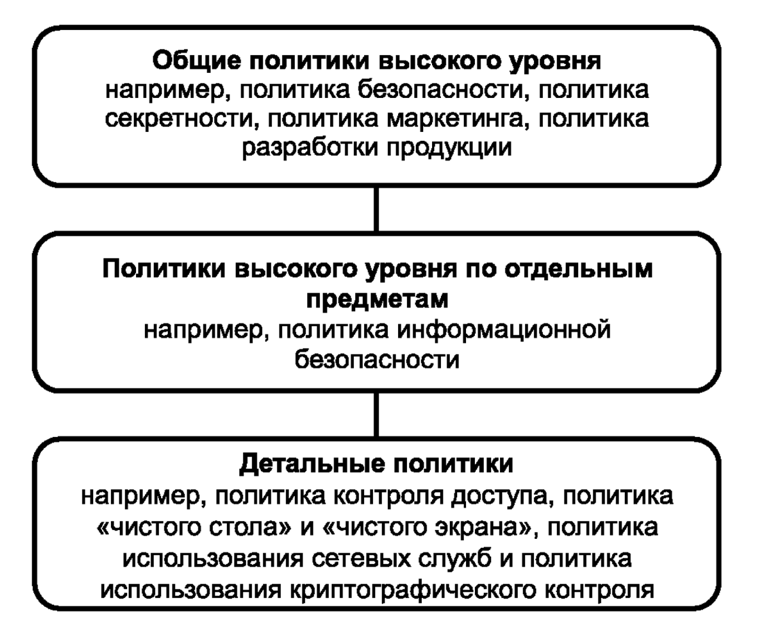 Общие политики высокого уровня
например, политика безопасности, политика
секретности, политика маркетинга, политика
разработки продукции
Политики высокого уровня по отдельным
предметам
например, политика информационной
безопасности
Детальные политики
например, политика контроля доступа, политика
«чистого стола» и «чистого экрана», политика
использования сетевых служб и политика
использования криптографического контроля